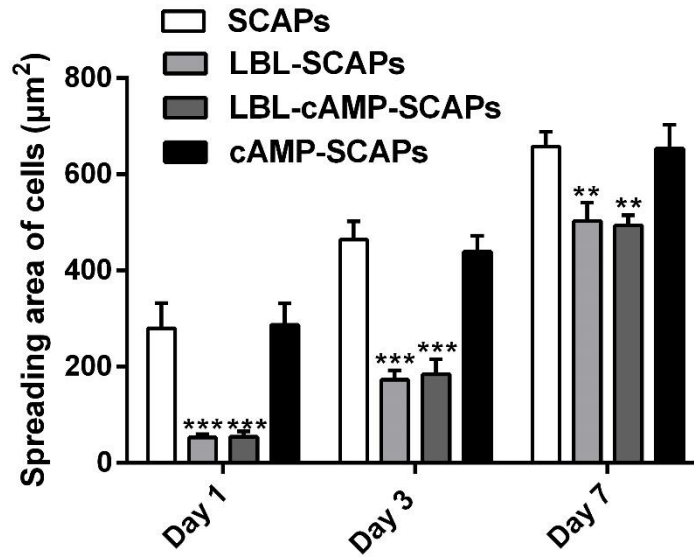 SCAPs
LBL-SCAPs
LBL-cAMP-SCAPs
cAMP-SCAPs
Spreading area of cells (μm²)
800
600
400
200
0
*** ***
*** ***
** **
Day 1
Day 3
Day 7